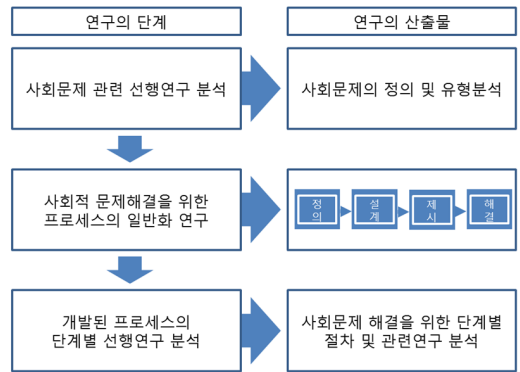 연구의 단계
연구의 산출물
사회문제 관련 선행연구 분석
사회문제의 정의 및 유형분석
사회적 문제해결을 위한
프로세스의 일반화 연구
정
의
설
계
제
시
해
결
개발된 프로세스의
단계별 선행연구 분석
사회문제 해결을 위한 단계별
절차 및 관련연구 분석